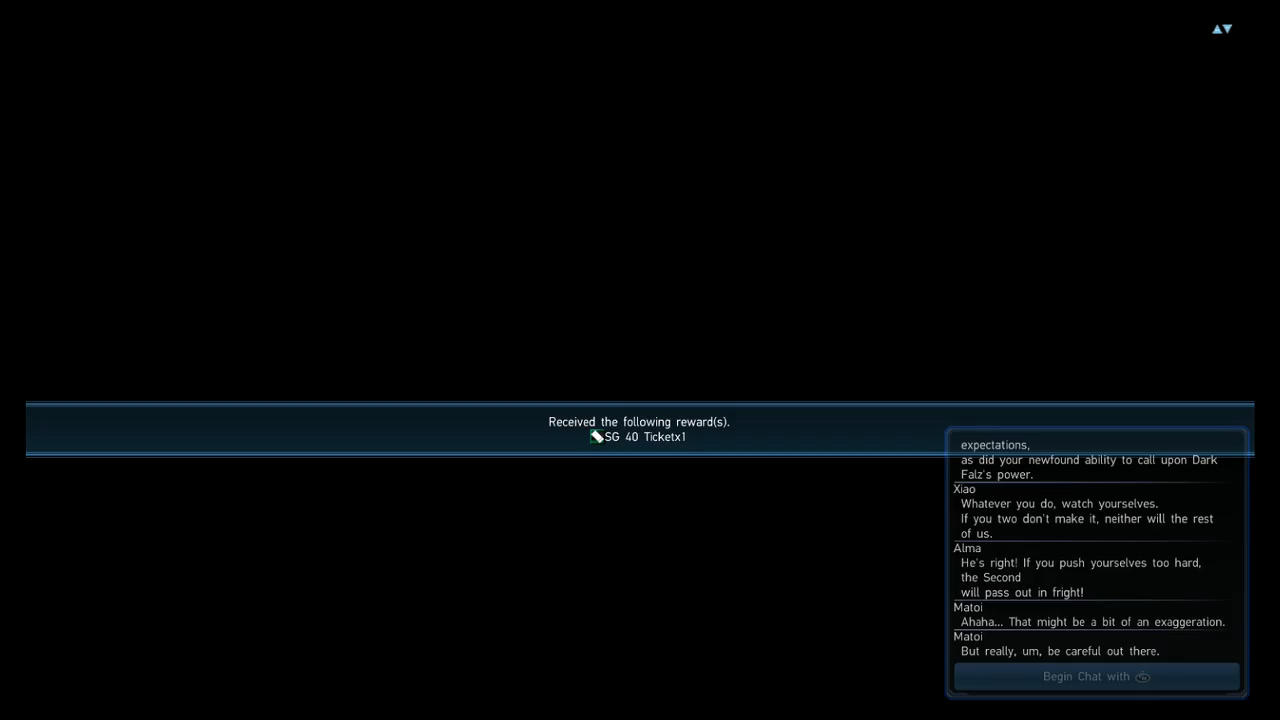 Received the following reward(s).
SG 40 Ticketx1
expectations,
as did your newfound ability to call upon Dark
Falz's power.
Xiao
Whatever you do, watch yourselves.
If you two don't make it, neither will the rest
of us.
Alma
He's right! If you push yourselves too hard,
the Second
will pass out in fright!
Matoi
Ahaha... That might be a bit of an exaggeration.
Matoi
But really, um, be careful out there.
Begin Chat with